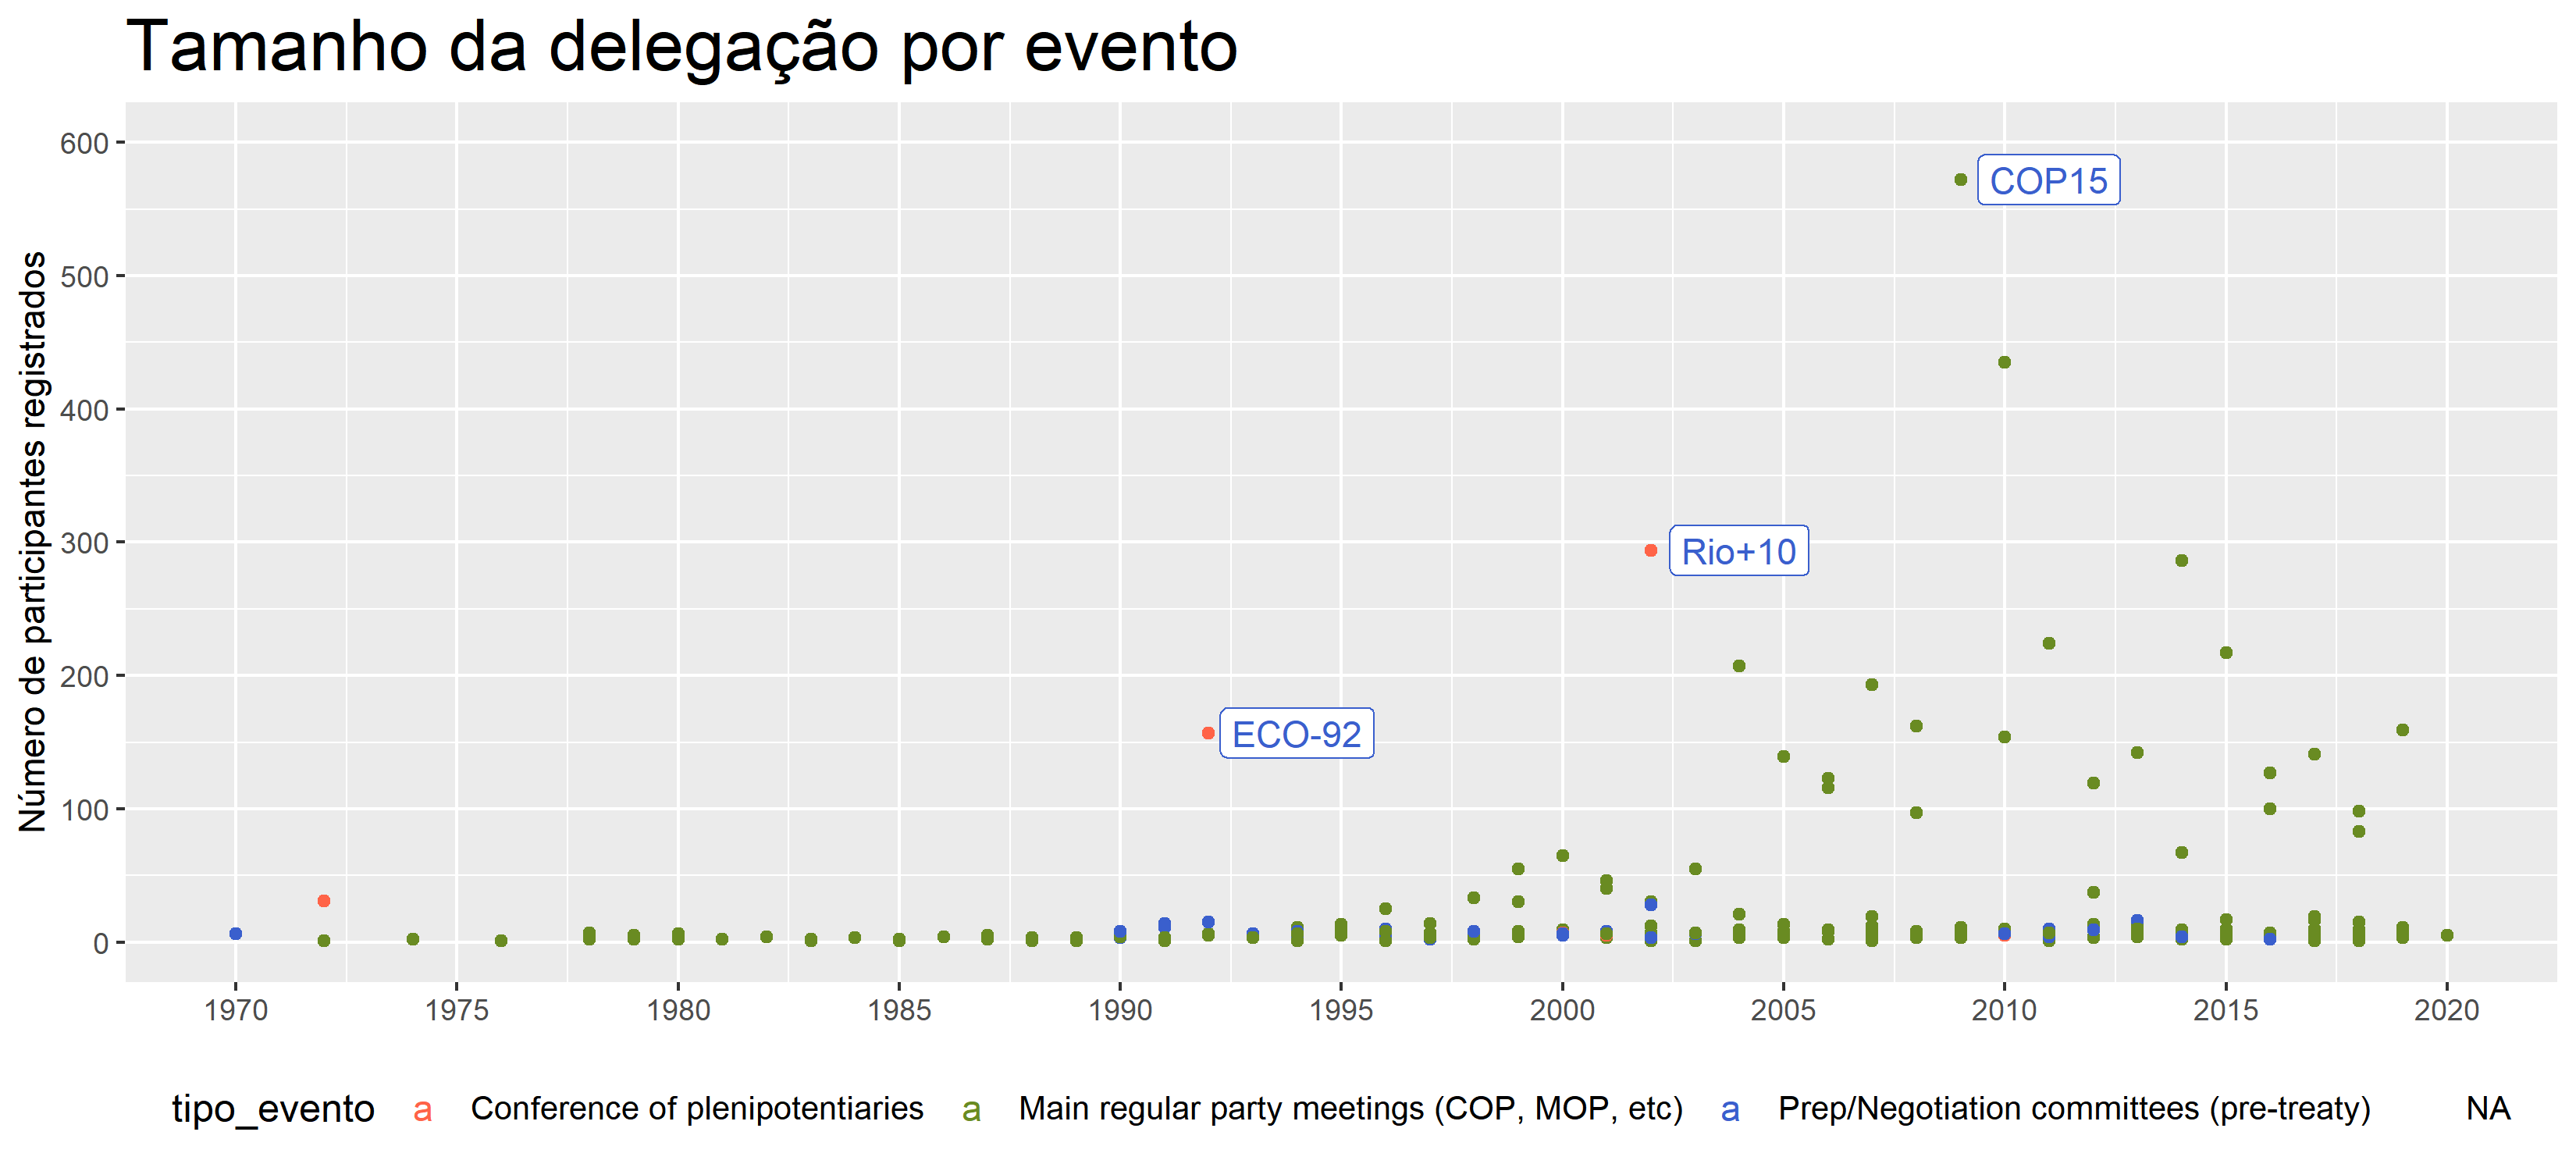 Tamanho da delegação por evento
Número de participantes registrados
600
500
400
300
200
100
0
COP15
Rio+10
ECO-92
1970 1975 1980 1985 1990 1995 2000 2005 2010 2015 2020
tipo_evento a Conference of plenipotentiaries a Main regular party meetings (COP, MOP, etc) a Prep/Negotiation committees (pre-treaty) NA